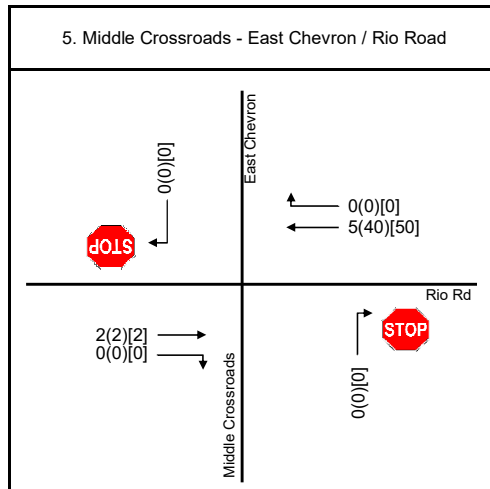 5. Middle Crossroads - East Chevron / Rio Road
East Chevron
0(0)[0]
0(0)[0]
5(40)[50]
STOP
Rio Rd
2(2)[2]
0(0)[0]
STOP
Middle Crossroads
0(0)[0]